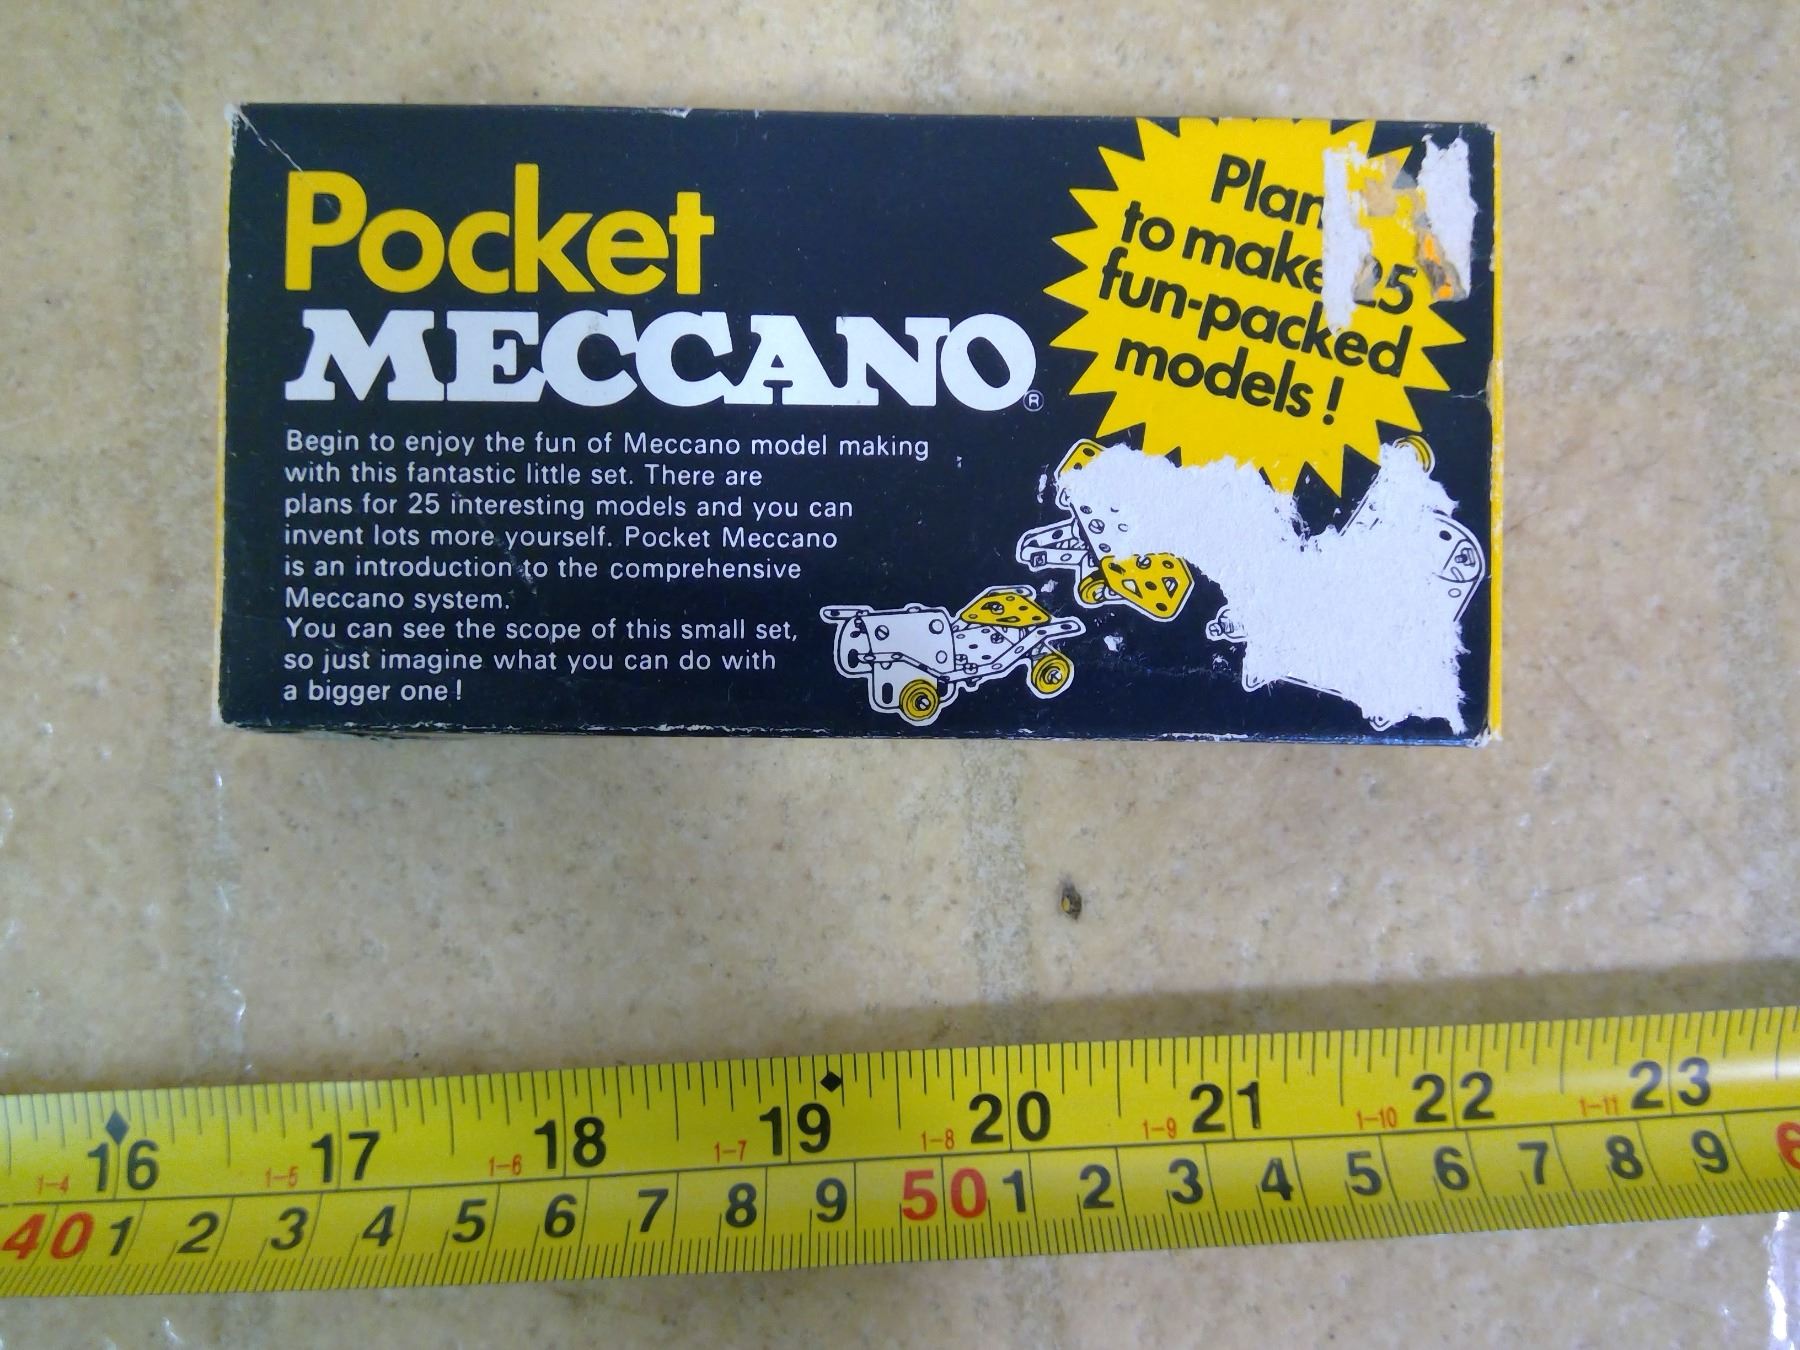 Pocket
MECCANO®
Begin to enjoy the fun of Meccano model making
with this fantastic little set. There are
plans for 25 interesting models and you can
invent lots more yourself. Pocket Meccano
is an introduction to the comprehensive
Meccano system.
You can see the scope of this small set,
so just imagine what you can do with
a bigger one!
to make 25
fun-packed
models!
16 17 18 19 20 21 22 23
1-4 1-5 1-6 1-7 1-8 1-9 1-10 1-11
40 1 2 3 4 5 6 7 8 9 50 1 2 3 4 5 6 7 8 9